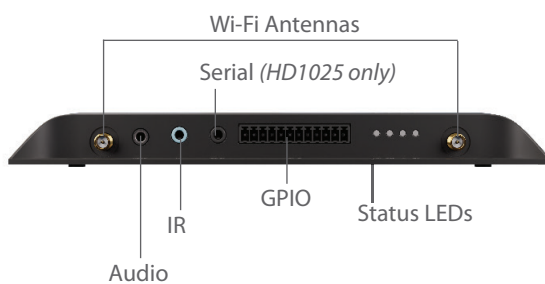 Wi-Fi Antennas
Serial (HD1025 only)
GPIO
Status LEDs
IR
Audio